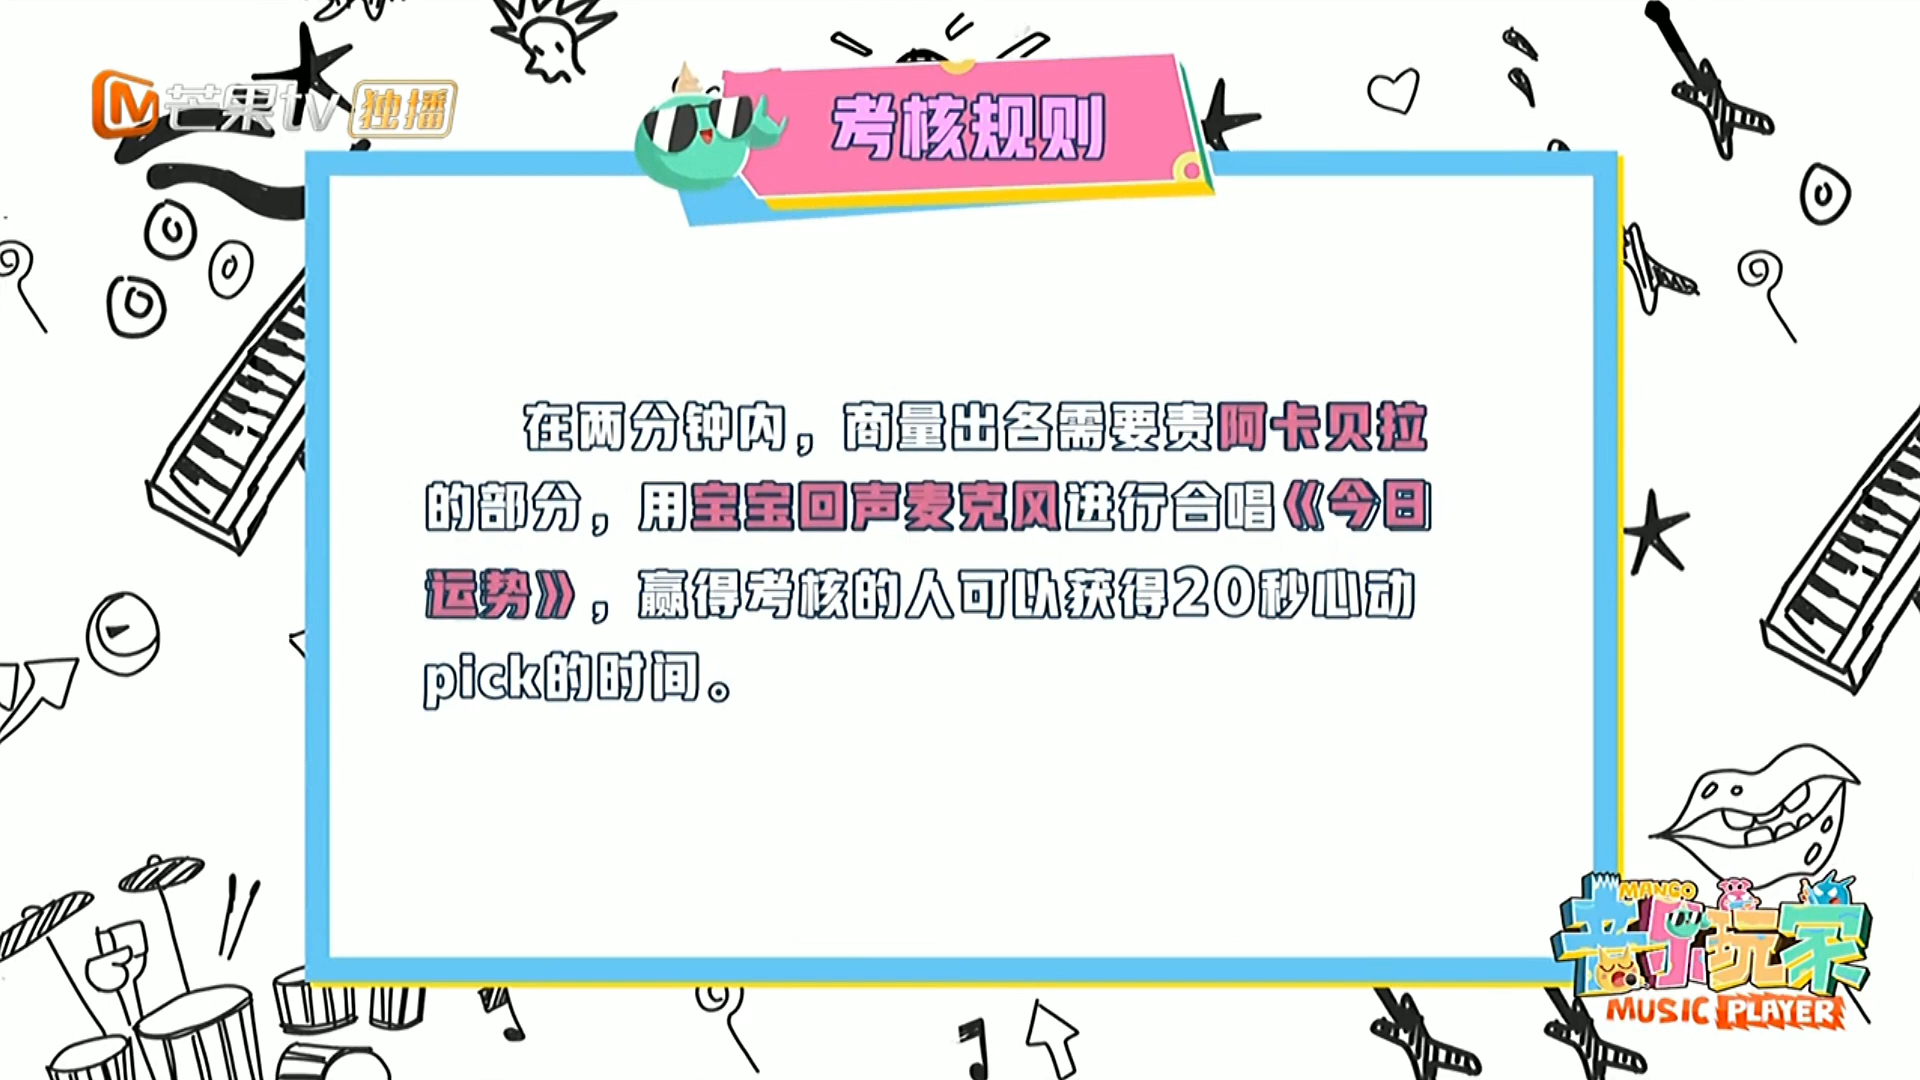 芒果tv 独播
考核规则
在两分钟内，商量出各需要责阿卡贝拉
的部分，用宝宝回声麦克风进行合唱《今日
运势》，赢得考核的人可以获得20秒心动
pick的时间。
MANGO
音乐玩家
MUSIC PLAYER